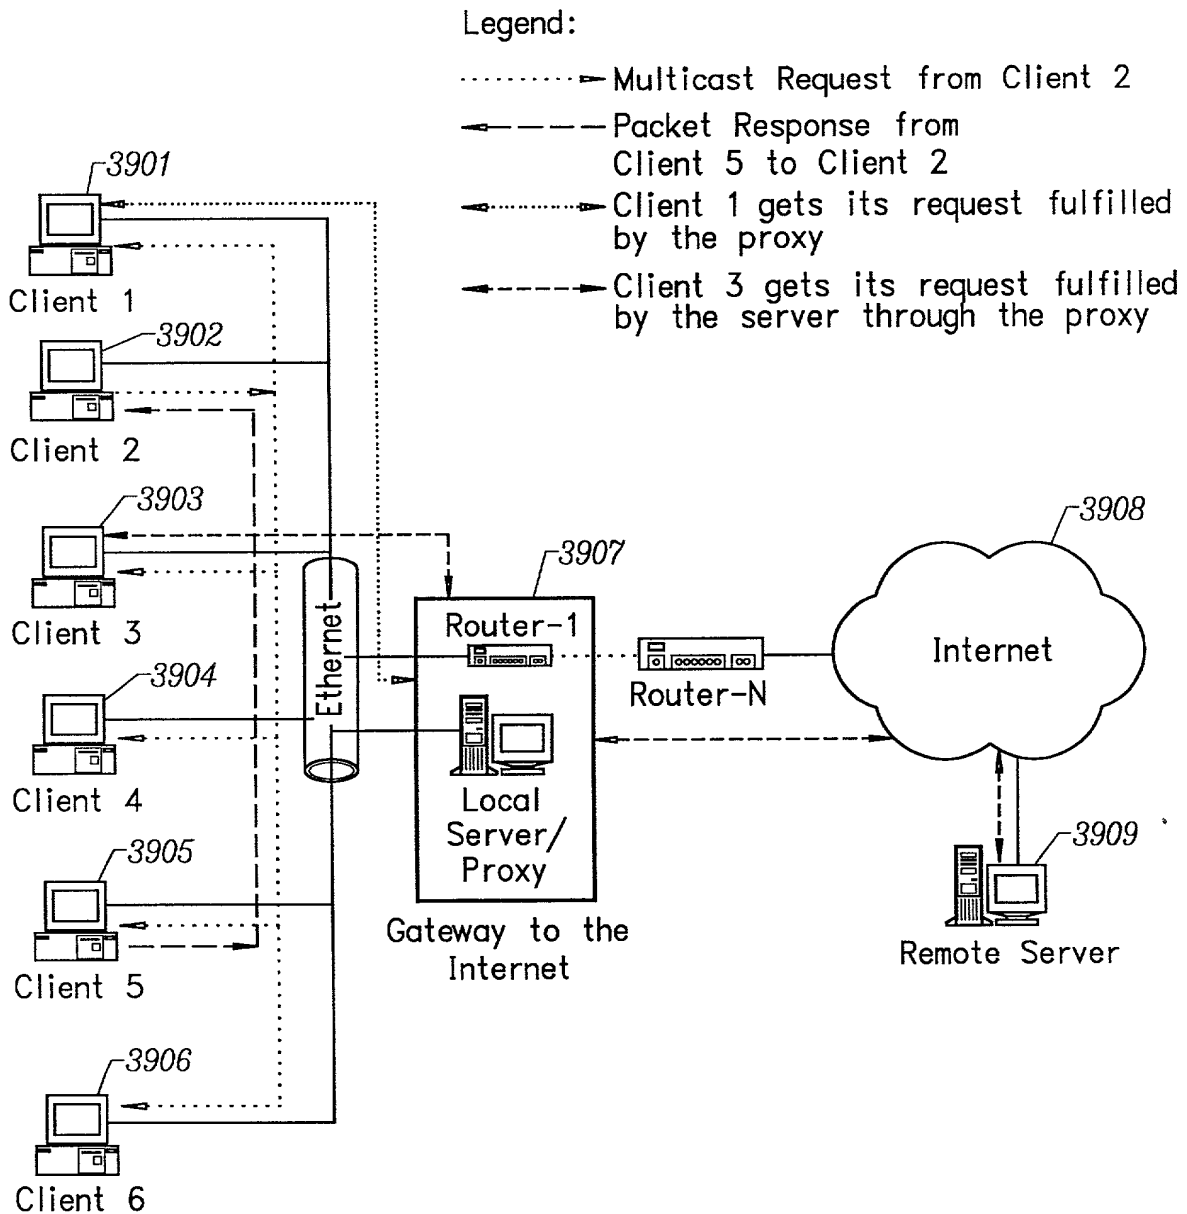 Legend:
Multicast Request from Client 2
Packet Response from
Client 5 to Client 2
Client 1 gets its request fulfilled
by the proxy
Client 3 gets its request fulfilled
by the server through the proxy
3901
Client 1
3902
Client 2
3903
Client 3
3904
Client 4
3905
Client 5
3906
Client 6
Ethernet
3907
Router-1
Local
Server/
Proxy
Gateway to the
Internet
Router-N
3908
Internet
3909
Remote Server